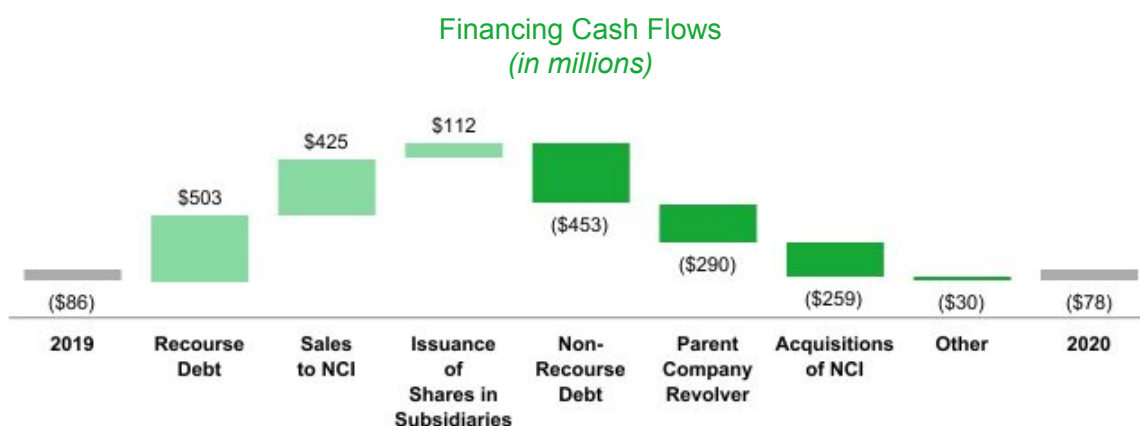 Financing Cash Flows
(in millions)
$112
$425
$503
($453)
($290)
($86)
($259)
($30)
($78)
2019
Recourse
Debt
Sales
to NCI
Issuance
of
Shares in
Subsidiaries
Non-
Recourse
Debt
Parent
Company
Revolver
Acquisitions
of NCI
Other
2020